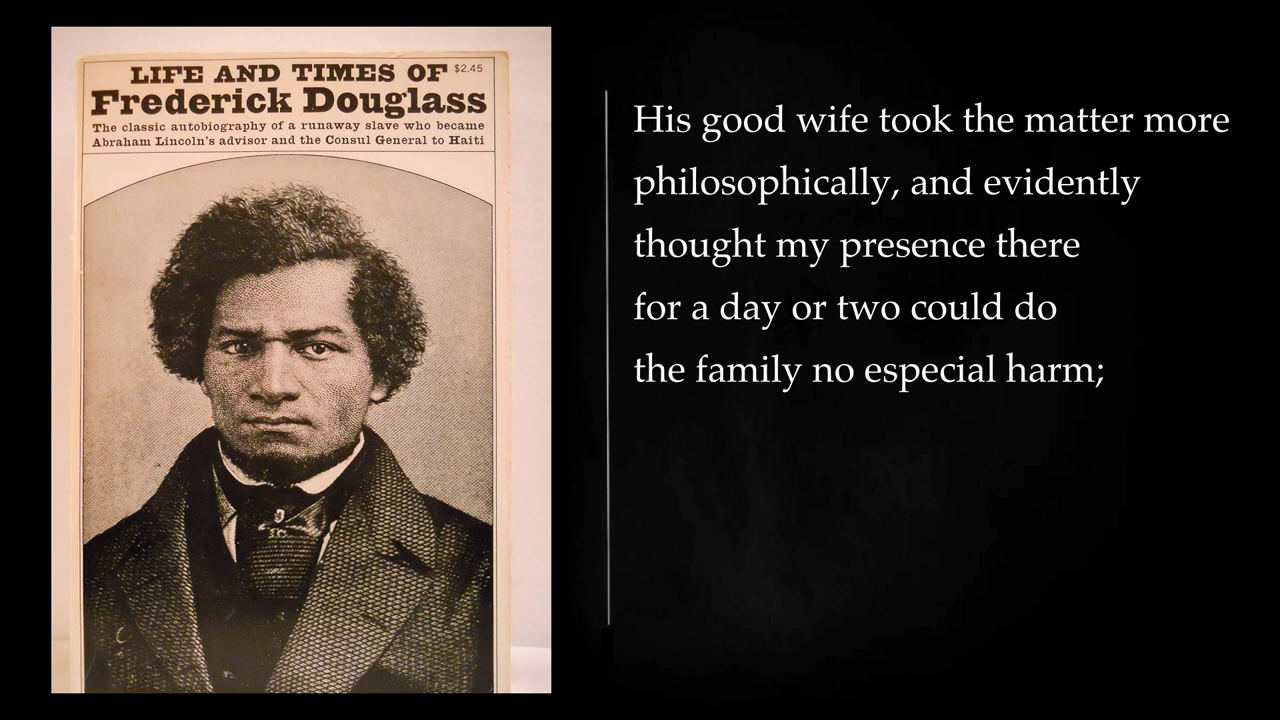 LIFE AND TIMES OF $2.45
Frederick Douglass
The classic autobiography of a runaway slave who became
Abraham Lincoln's advisor and the Consul General to Haiti
His good wife took the matter more
philosophically, and evidently
thought my presence there
for a day or two could do
the family no especial harm;